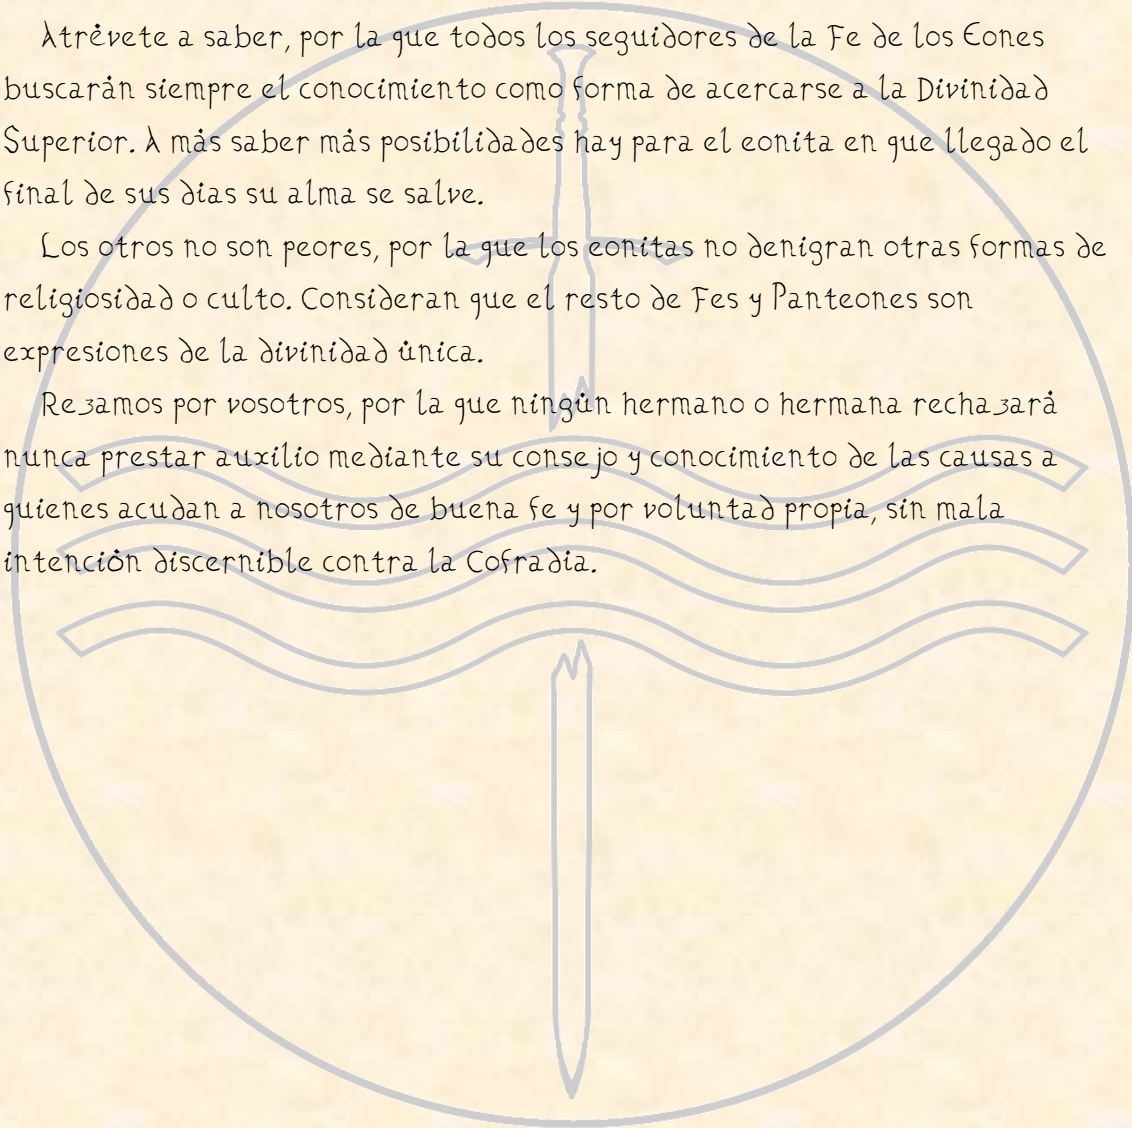 Atrévete a saber, por la que todos los seguidores de la Fe de los Eones
buscarán siempre el conocimiento como forma de acercarse a la Divinidad
Superior. A más saber más posibilidades hay para el eonita en que llegado el
final de sus días su alma se salve.
Los otros no son peores, por la que los eonitas no denigran otras formas de
religiosidad o culto. Consideran que el resto de Fes y Panteones son
expresiones de la divinidad única.
Rezamos por vosotros, por la que ningún hermano o hermana rechazará
nunca prestar auxilio mediante su consejo y conocimiento de las causas a
quienes acudan a nosotros de buena fe y por voluntad propia, sin mala
intención discernible contra la Cofradía.